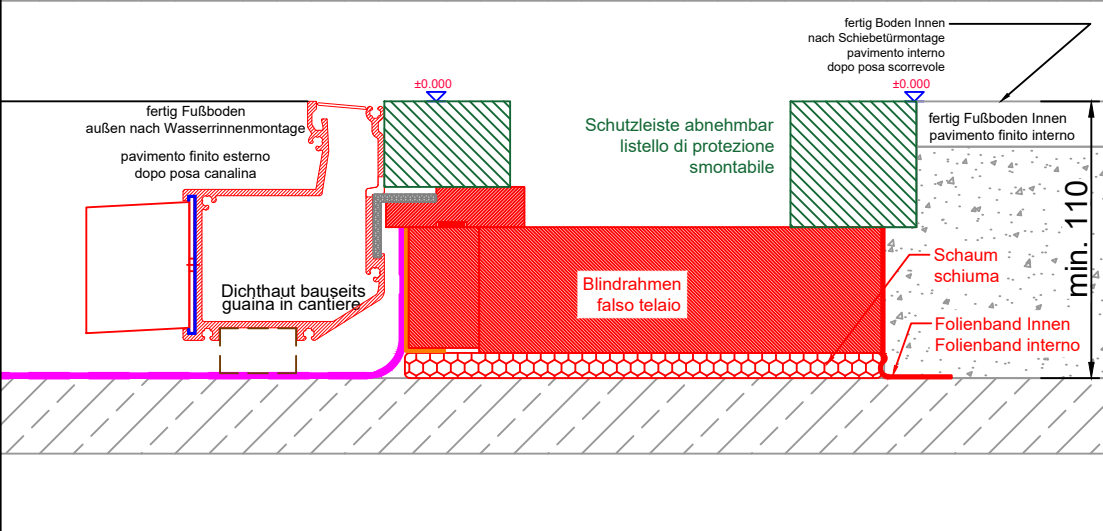 fertig Boden Innen
nach Schiebetürmontage
pavimento interno
dopo posa scorrevole
±0.000
±0.000
fertig Fußboden
außen nach Wasserrinnenmontage
pavimento finito esterno
dopo posa canalina
Schutzleiste abnehmbar
listello di protezione
smontabile
fertig Fußboden Innen
pavimento finito interno
min. 110
Schaum
schiuma
Blindrahmen
falso telaio
Dichthaut bauseits
guaina in cantiere
Folienband Innen
Folienband interno